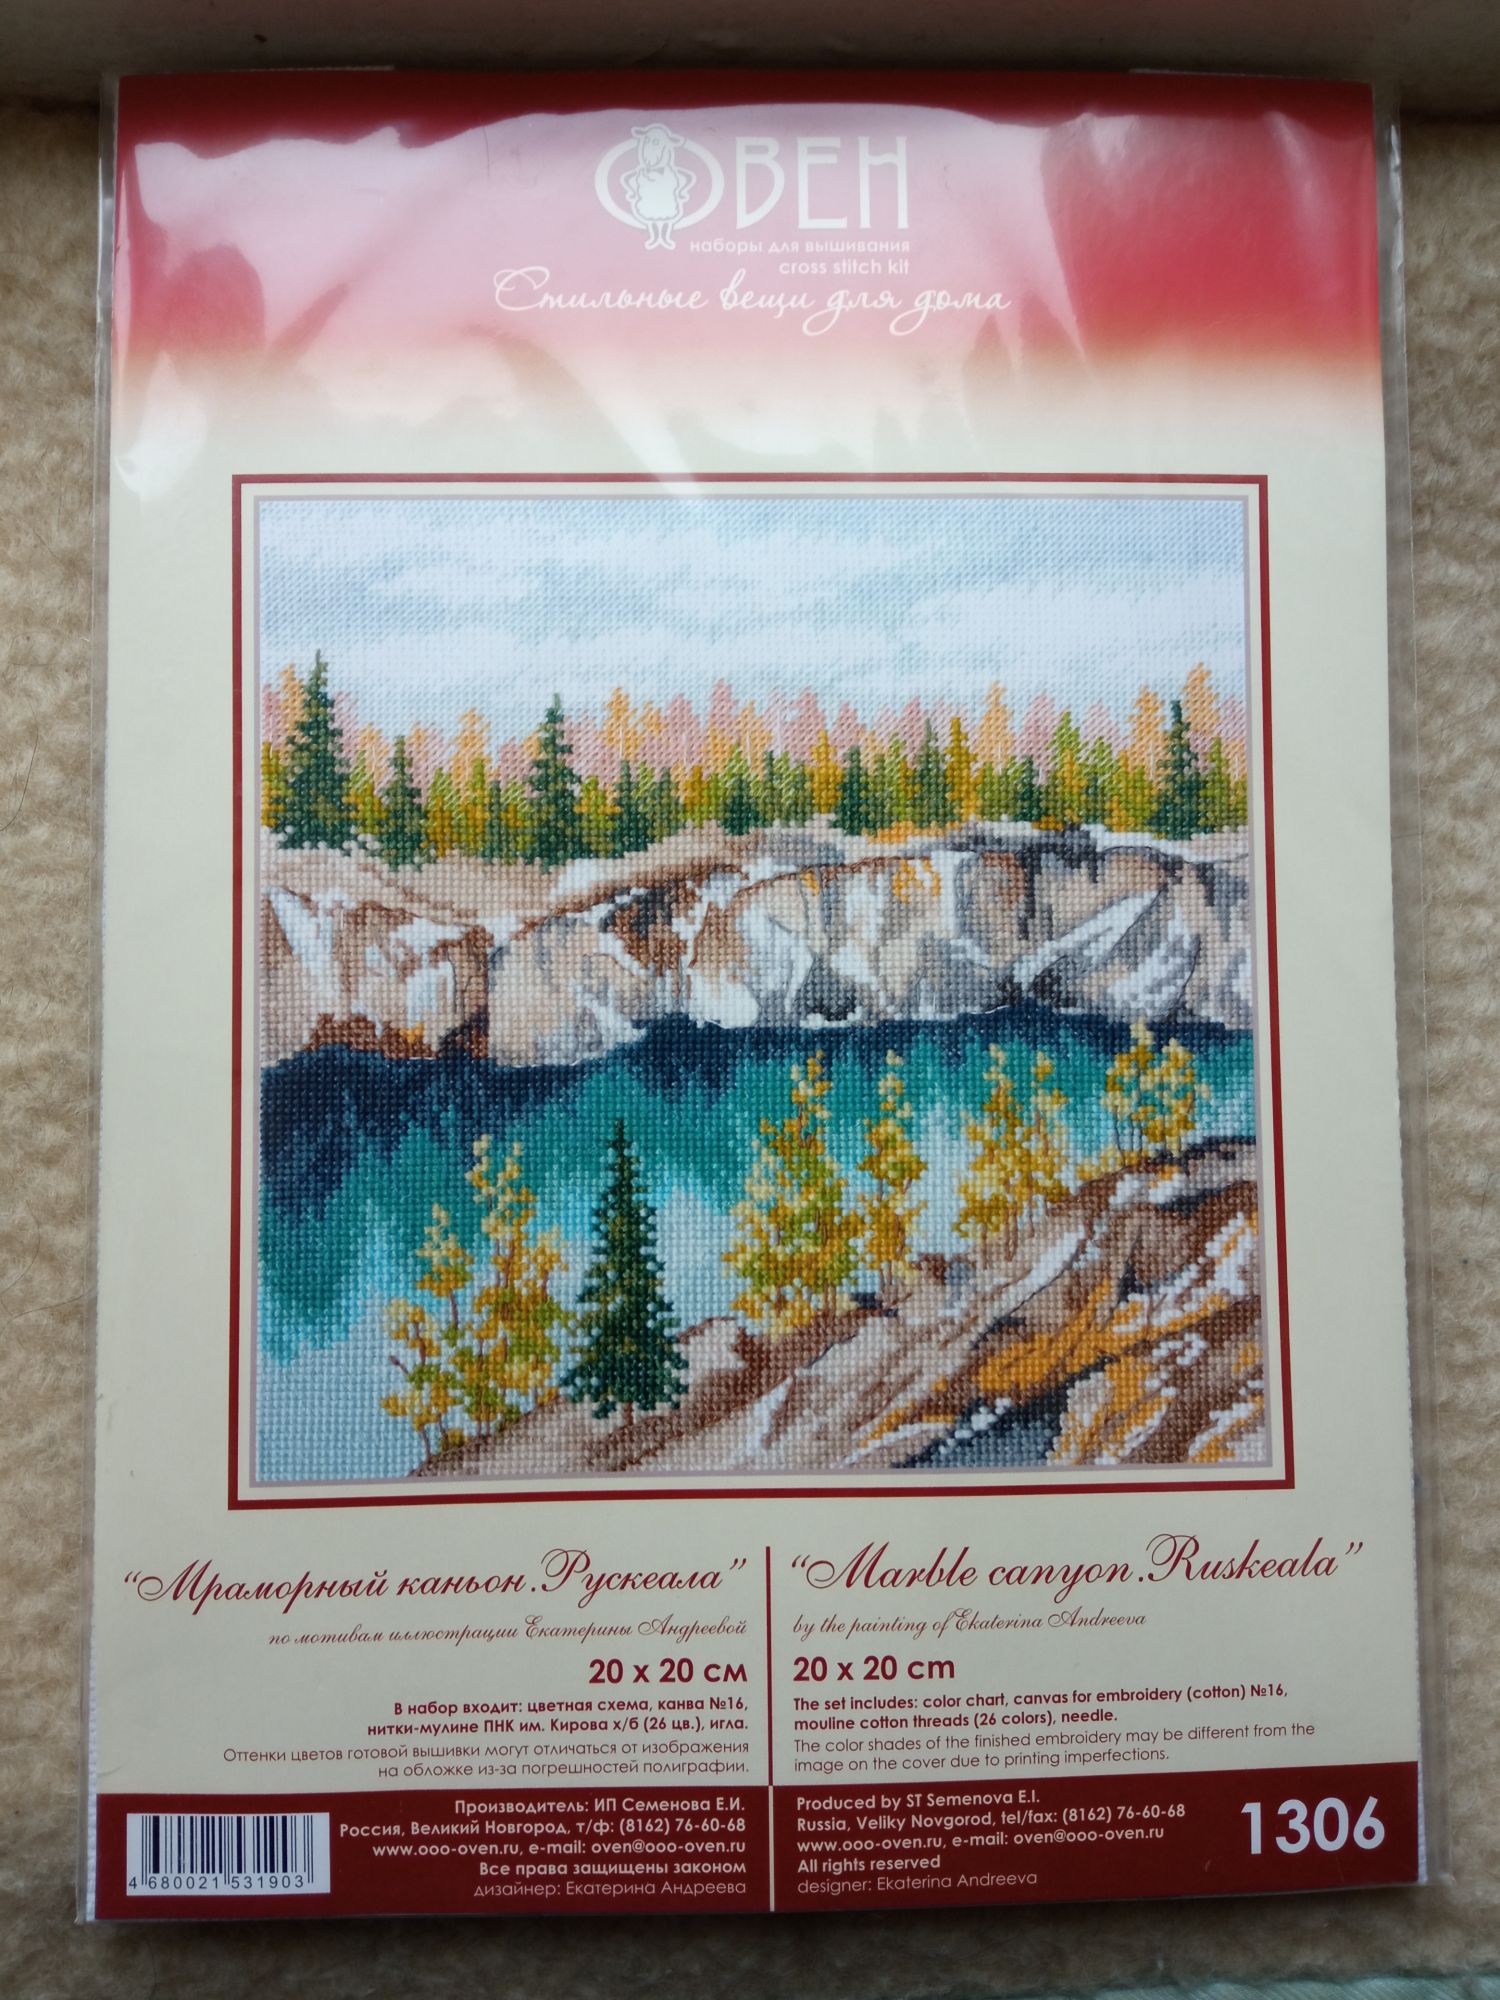 ОВЕН
наборы для вышивания
cross stitch kit
Стильные вещи для дома
“Мраморный каньон.Рускеала”
по мотивам иллюстрации Екатерины Андреевой
20 х 20 см
В набор входит: цветная схема, канва №16,
нитки-мулине ПНК им. Кирова х/б (26 цв.), игла.
Оттенки цветов готовой вышивки могут отличаться от изображения
на обложке из-за погрешностей полиграфии.
“Marble canyon.Ruskeala”
by the painting of Ekaterina Andreeva
20 x 20 cm
The set includes: color chart, canvas for embroidery (cotton) №16,
mouline cotton threads (26 colors), needle.
The color shades of the finished embroidery may be different from the
image on the cover due to printing imperfections.
4 680021 531903
Производитель: ИП Семенова Е.И.
Россия, Великий Новгород, т/ф: (8162) 76-60-68
www.ooo-oven.ru, e-mail: oven@ooo-oven.ru
Все права защищены законом
дизайнер: Екатерина Андреева
Produced by ST Semenova E.I.
Russia, Veliky Novgorod, tel/fax: (8162) 76-60-68
www.ooo-oven.ru, e-mail: oven@ooo-oven.ru
All rights reserved
designer: Ekaterina Andreeva
1306